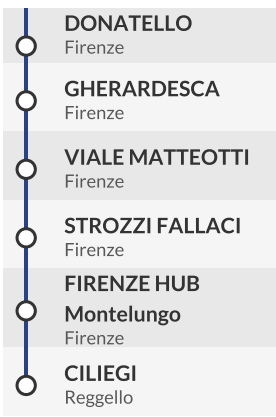 DONATELLO
Firenze
GHERARDESCA
Firenze
VIALE MATTEOTTI
Firenze
STROZZI FALLACI
Firenze
FIRENZE HUB
Montelungo
Firenze
CILIEGI
Reggello